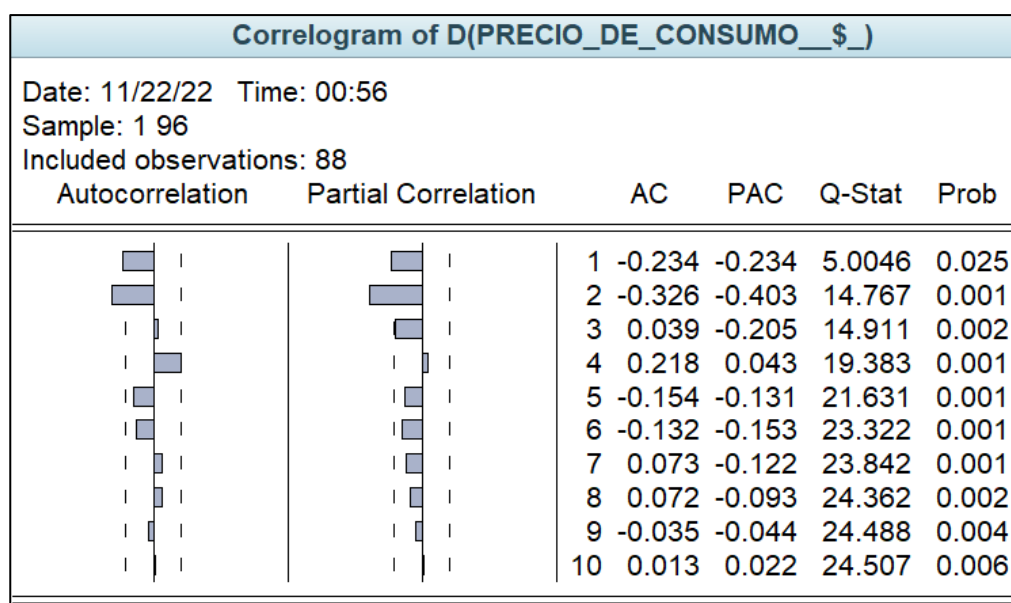 Correlogram of D(PRECIO_DE_CONSUMO__$_)
Date: 11/22/22 Time: 00:56
Sample: 1 96
Included observations: 88
Autocorrelation Partial Correlation AC PAC Q-Stat Prob
1 -0.234 -0.234 5.0046 0.025
2 -0.326 -0.403 14.767 0.001
3 0.039 -0.205 14.911 0.002
4 0.218 0.043 19.383 0.001
5 -0.154 -0.131 21.631 0.001
6 -0.132 -0.153 23.322 0.001
7 0.073 -0.122 23.842 0.001
8 0.072 -0.093 24.362 0.002
9 -0.035 -0.044 24.488 0.004
10 0.013 0.022 24.507 0.006